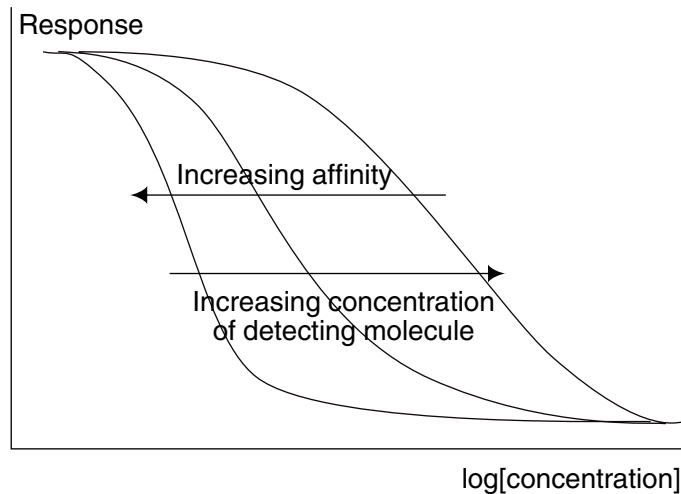 Response
Increasing affinity
Increasing concentration
of detecting molecule
log[concentration]